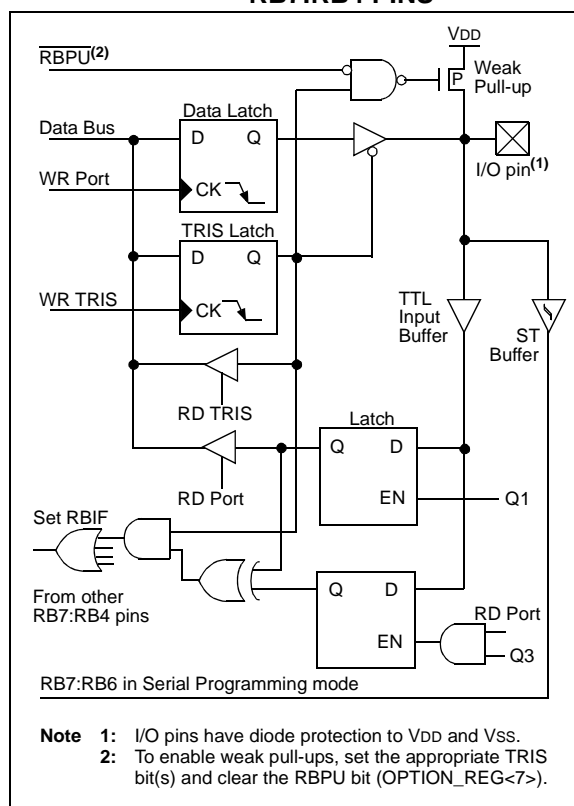 VDD
RBPU(2)
Weak
Pull-up
P
Data Latch
Data Bus
D Q
I/O pin(1)
WR Port
CK
TRIS Latch
D Q
WR TRIS
CK
TTL
Input
Buffer
ST
Buffer
RD TRIS
Latch
Q D
RD Port
EN
Q1
Set RBIF
From other
RB7:RB4 pins
Q D
RD Port
EN
Q3
RB7:RB6 in Serial Programming mode
Note 1: I/O pins have diode protection to VDD and VSS.
2: To enable weak pull-ups, set the appropriate TRIS
bit(s) and clear the RBPU bit (OPTION_REG<7>).